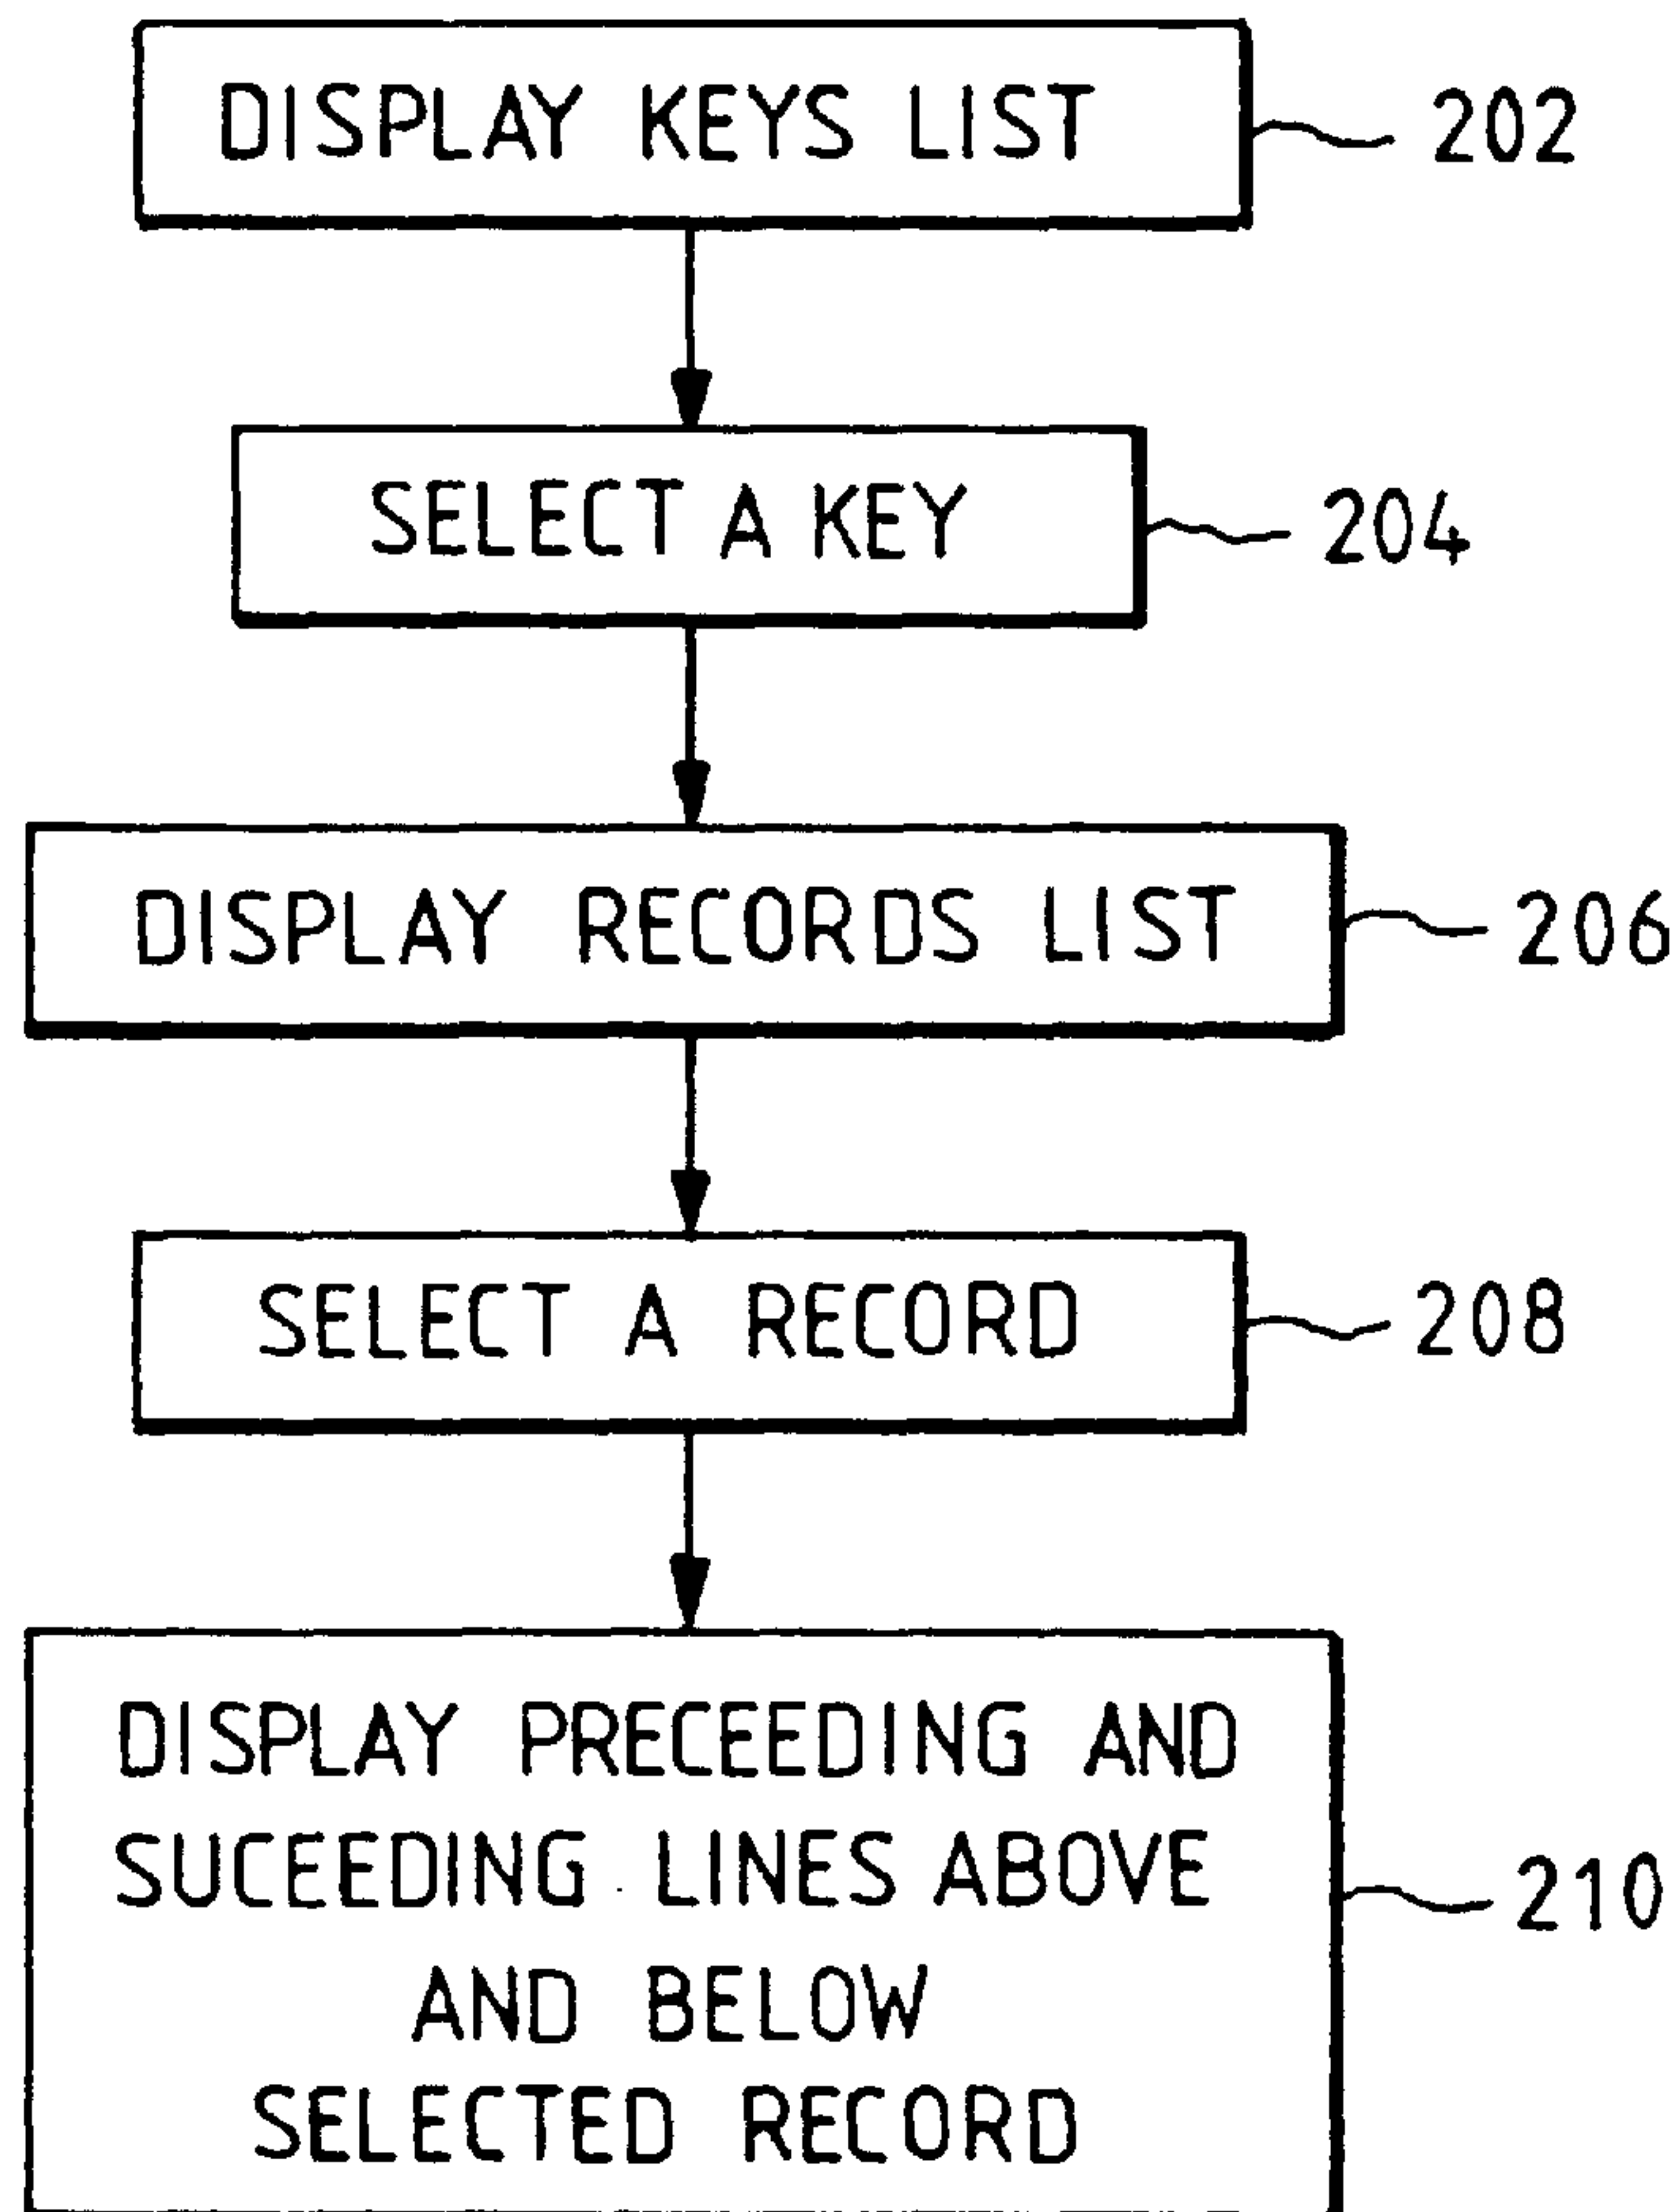 DISPLAY KEYS LIST
202
SELECT A KEY
204
DISPLAY RECORDS LIST
206
SELECT A RECORD
208
DISPLAY PRECEEDING AND
SUCEEDING LINES ABOVE
AND BELOW
SELECTED RECORD
210